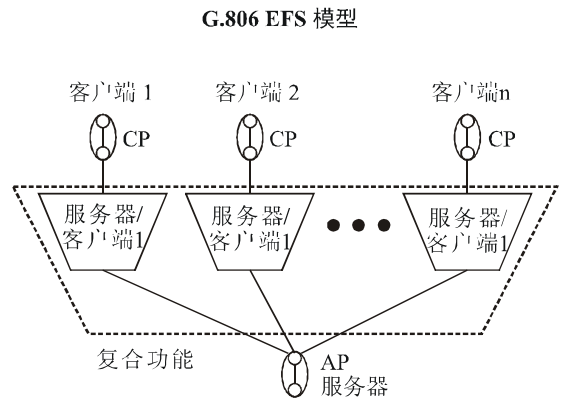 G.806 EFS 模型
客户端 1
客户端 2
客户端n
CP
CP
CP
服务器/
客户端1
服务器/
客户端1
服务器/
客户端1
复合功能
AP
服务器